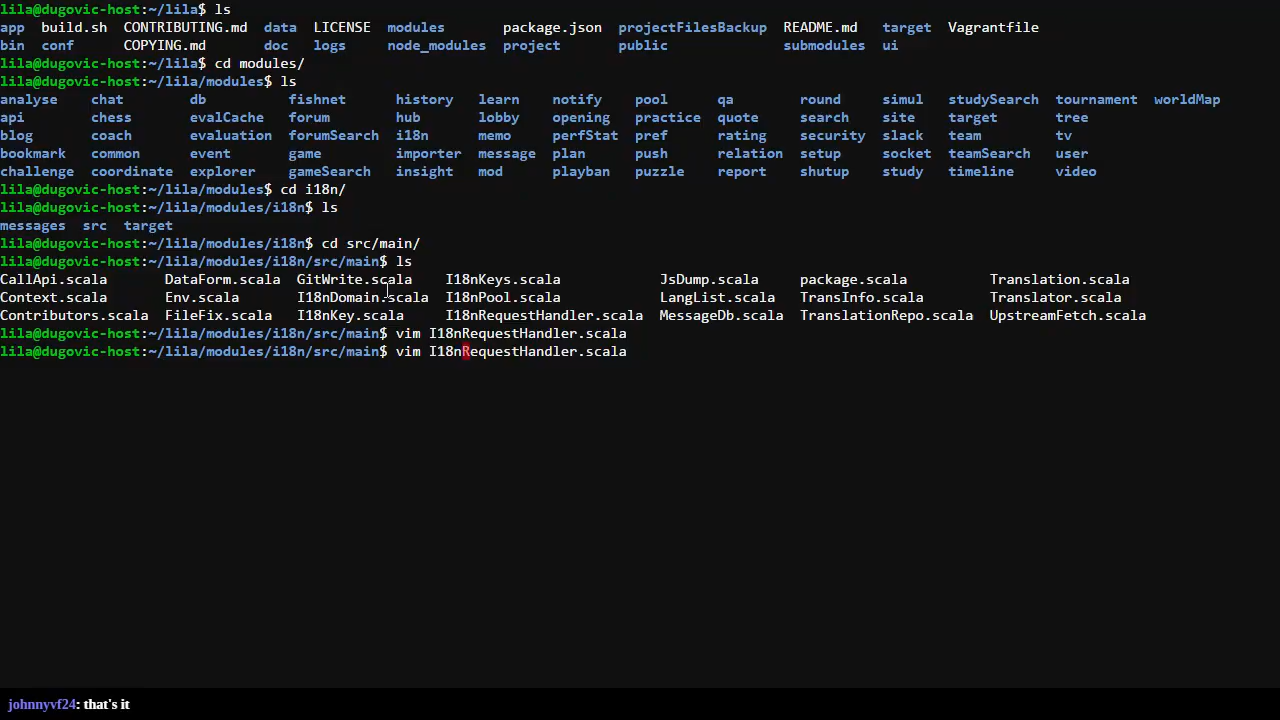 lila@dugovic-host:~/lila$ ls
app  build.sh  CONTRIBUTING.md  data  LICENSE  modules       package.json  projectFilesBackup  README.md   target  Vagrantfile
bin  conf      COPYING.md       doc   logs     node_modules  project       public              submodules  ui
lila@dugovic-host:~/lila$ cd modules/
lila@dugovic-host:~/lila/modules$ ls
analyse    chat        db          fishnet      history   learn    notify    pool      qa        round     simul   studySearch  tournament  worldMap
api        chess       evalCache   forum        hub       lobby    opening   practice  quote     search    site    target       tree
blog       coach       evaluation  forumSearch  i18n      memo     perfStat  pref      rating    security  slack   team         tv
bookmark   common      event       game         importer  message  plan      push      relation  setup     socket  teamSearch   user
challenge  coordinate  explorer    gameSearch   insight   mod      playban   puzzle    report    shutup    study   timeline     video
lila@dugovic-host:~/lila/modules$ cd i18n/
lila@dugovic-host:~/lila/modules/i18n$ ls
messages  src  target
lila@dugovic-host:~/lila/modules/i18n$ cd src/main/
lila@dugovic-host:~/lila/modules/i18n/src/main$ ls
CallApi.scala       DataForm.scala  GitWrite.scala    I18nKeys.scala            JsDump.scala     package.scala          Translation.scala
Context.scala       Env.scala       I18nDomain.scala  I18nPool.scala            LangList.scala   TransInfo.scala        Translator.scala
Contributors.scala  FileFix.scala   I18nKey.scala     I18nRequestHandler.scala  MessageDb.scala  TranslationRepo.scala  UpstreamFetch.scala
lila@dugovic-host:~/lila/modules/i18n/src/main$ vim I18nRequestHandler.scala
lila@dugovic-host:~/lila/modules/i18n/src/main$ vim I18nRequestHandler.scala
johnnyvf24: that's it